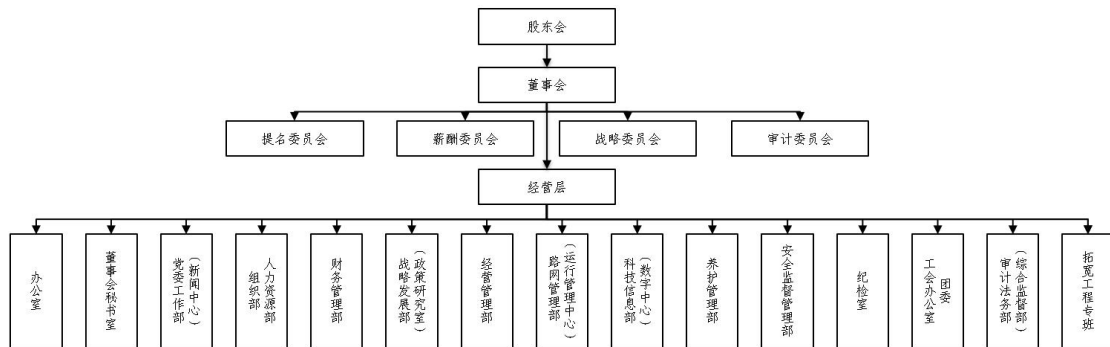 股东会
董事会
提名委员会
薪酬委员会
战略委员会
审计委员会
经营层
办公室
董事会秘书室
党委工作部
（新闻中心）
人力资源部
组织部
财务管理部
战略发展部
（政策研究室）
经营管理部
路网管理部
（运行管理中心）
科技信息部
（数字中心）
养护管理部
安全监督管理部
纪检室
工会办公室
团委
审计法务部
（综合监督部）
拓宽工程专班